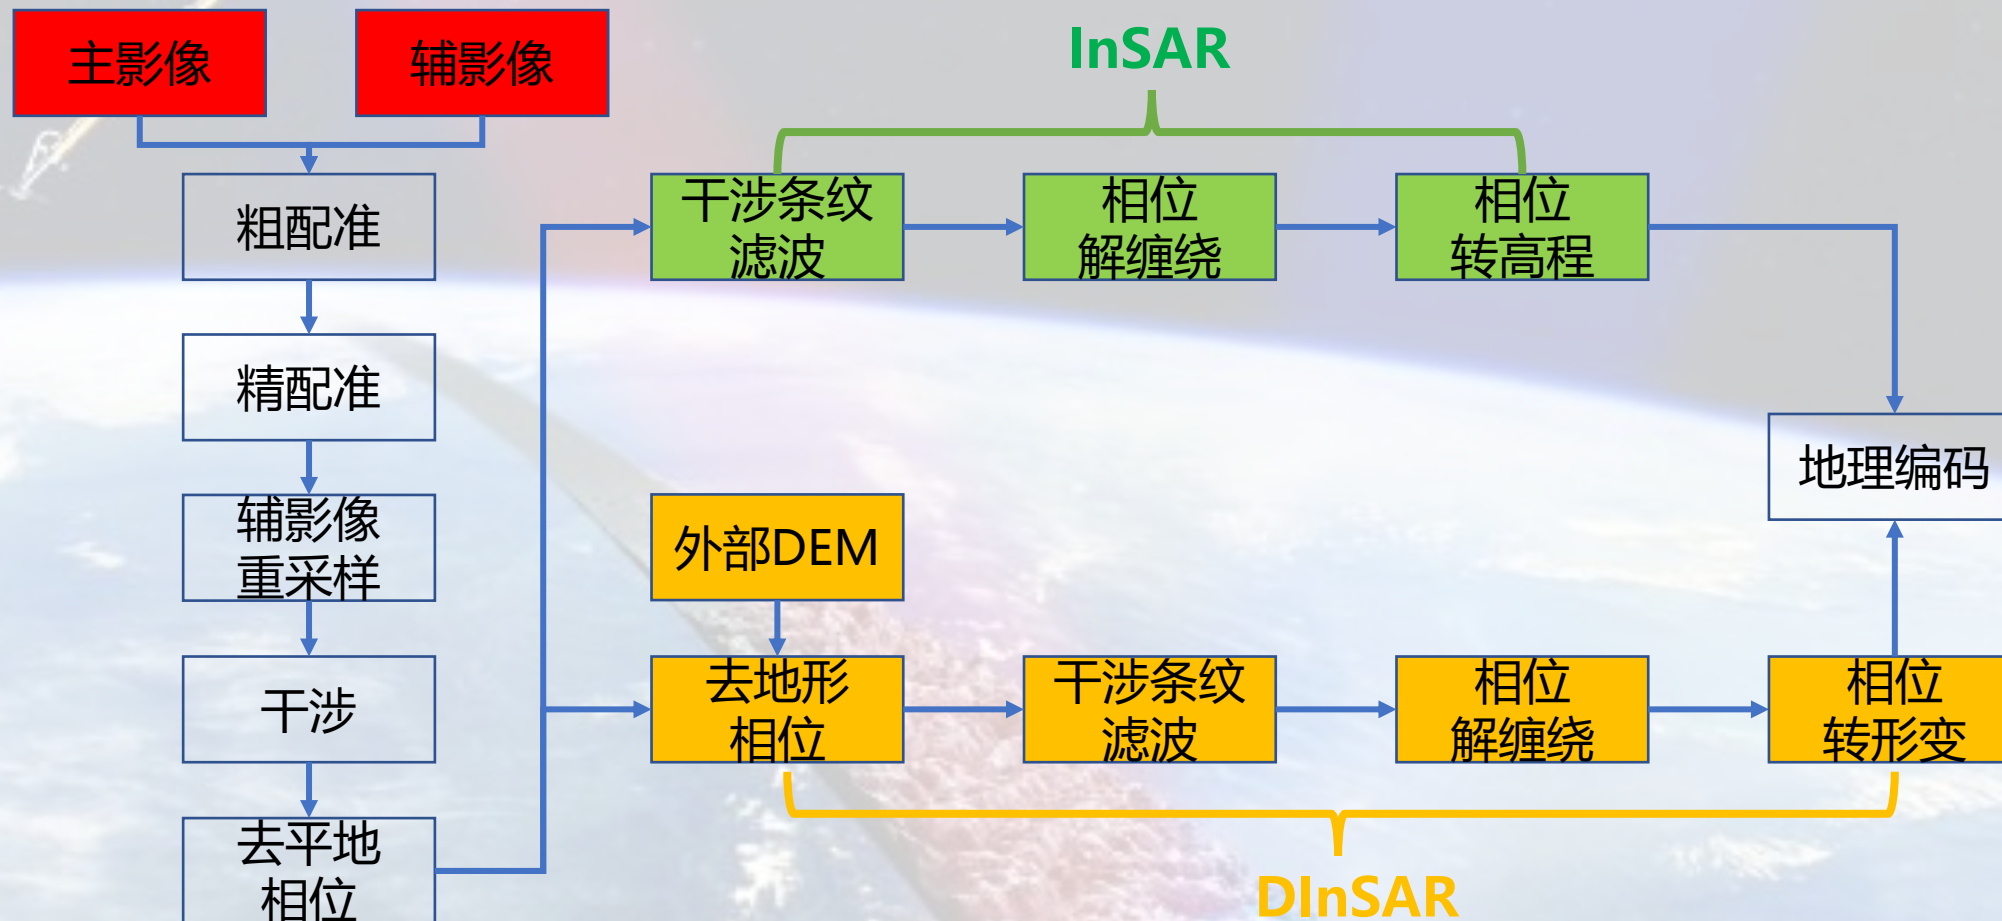 主影像
辅影像
粗配准
精配准
辅影像
重采样
干涉
去平地
相位
InSAR
干涉条纹
滤波
相位
解缠绕
相位
转高程
外部DEM
去地形
相位
干涉条纹
滤波
相位
解缠绕
相位
转形变
DInSAR
地理编码